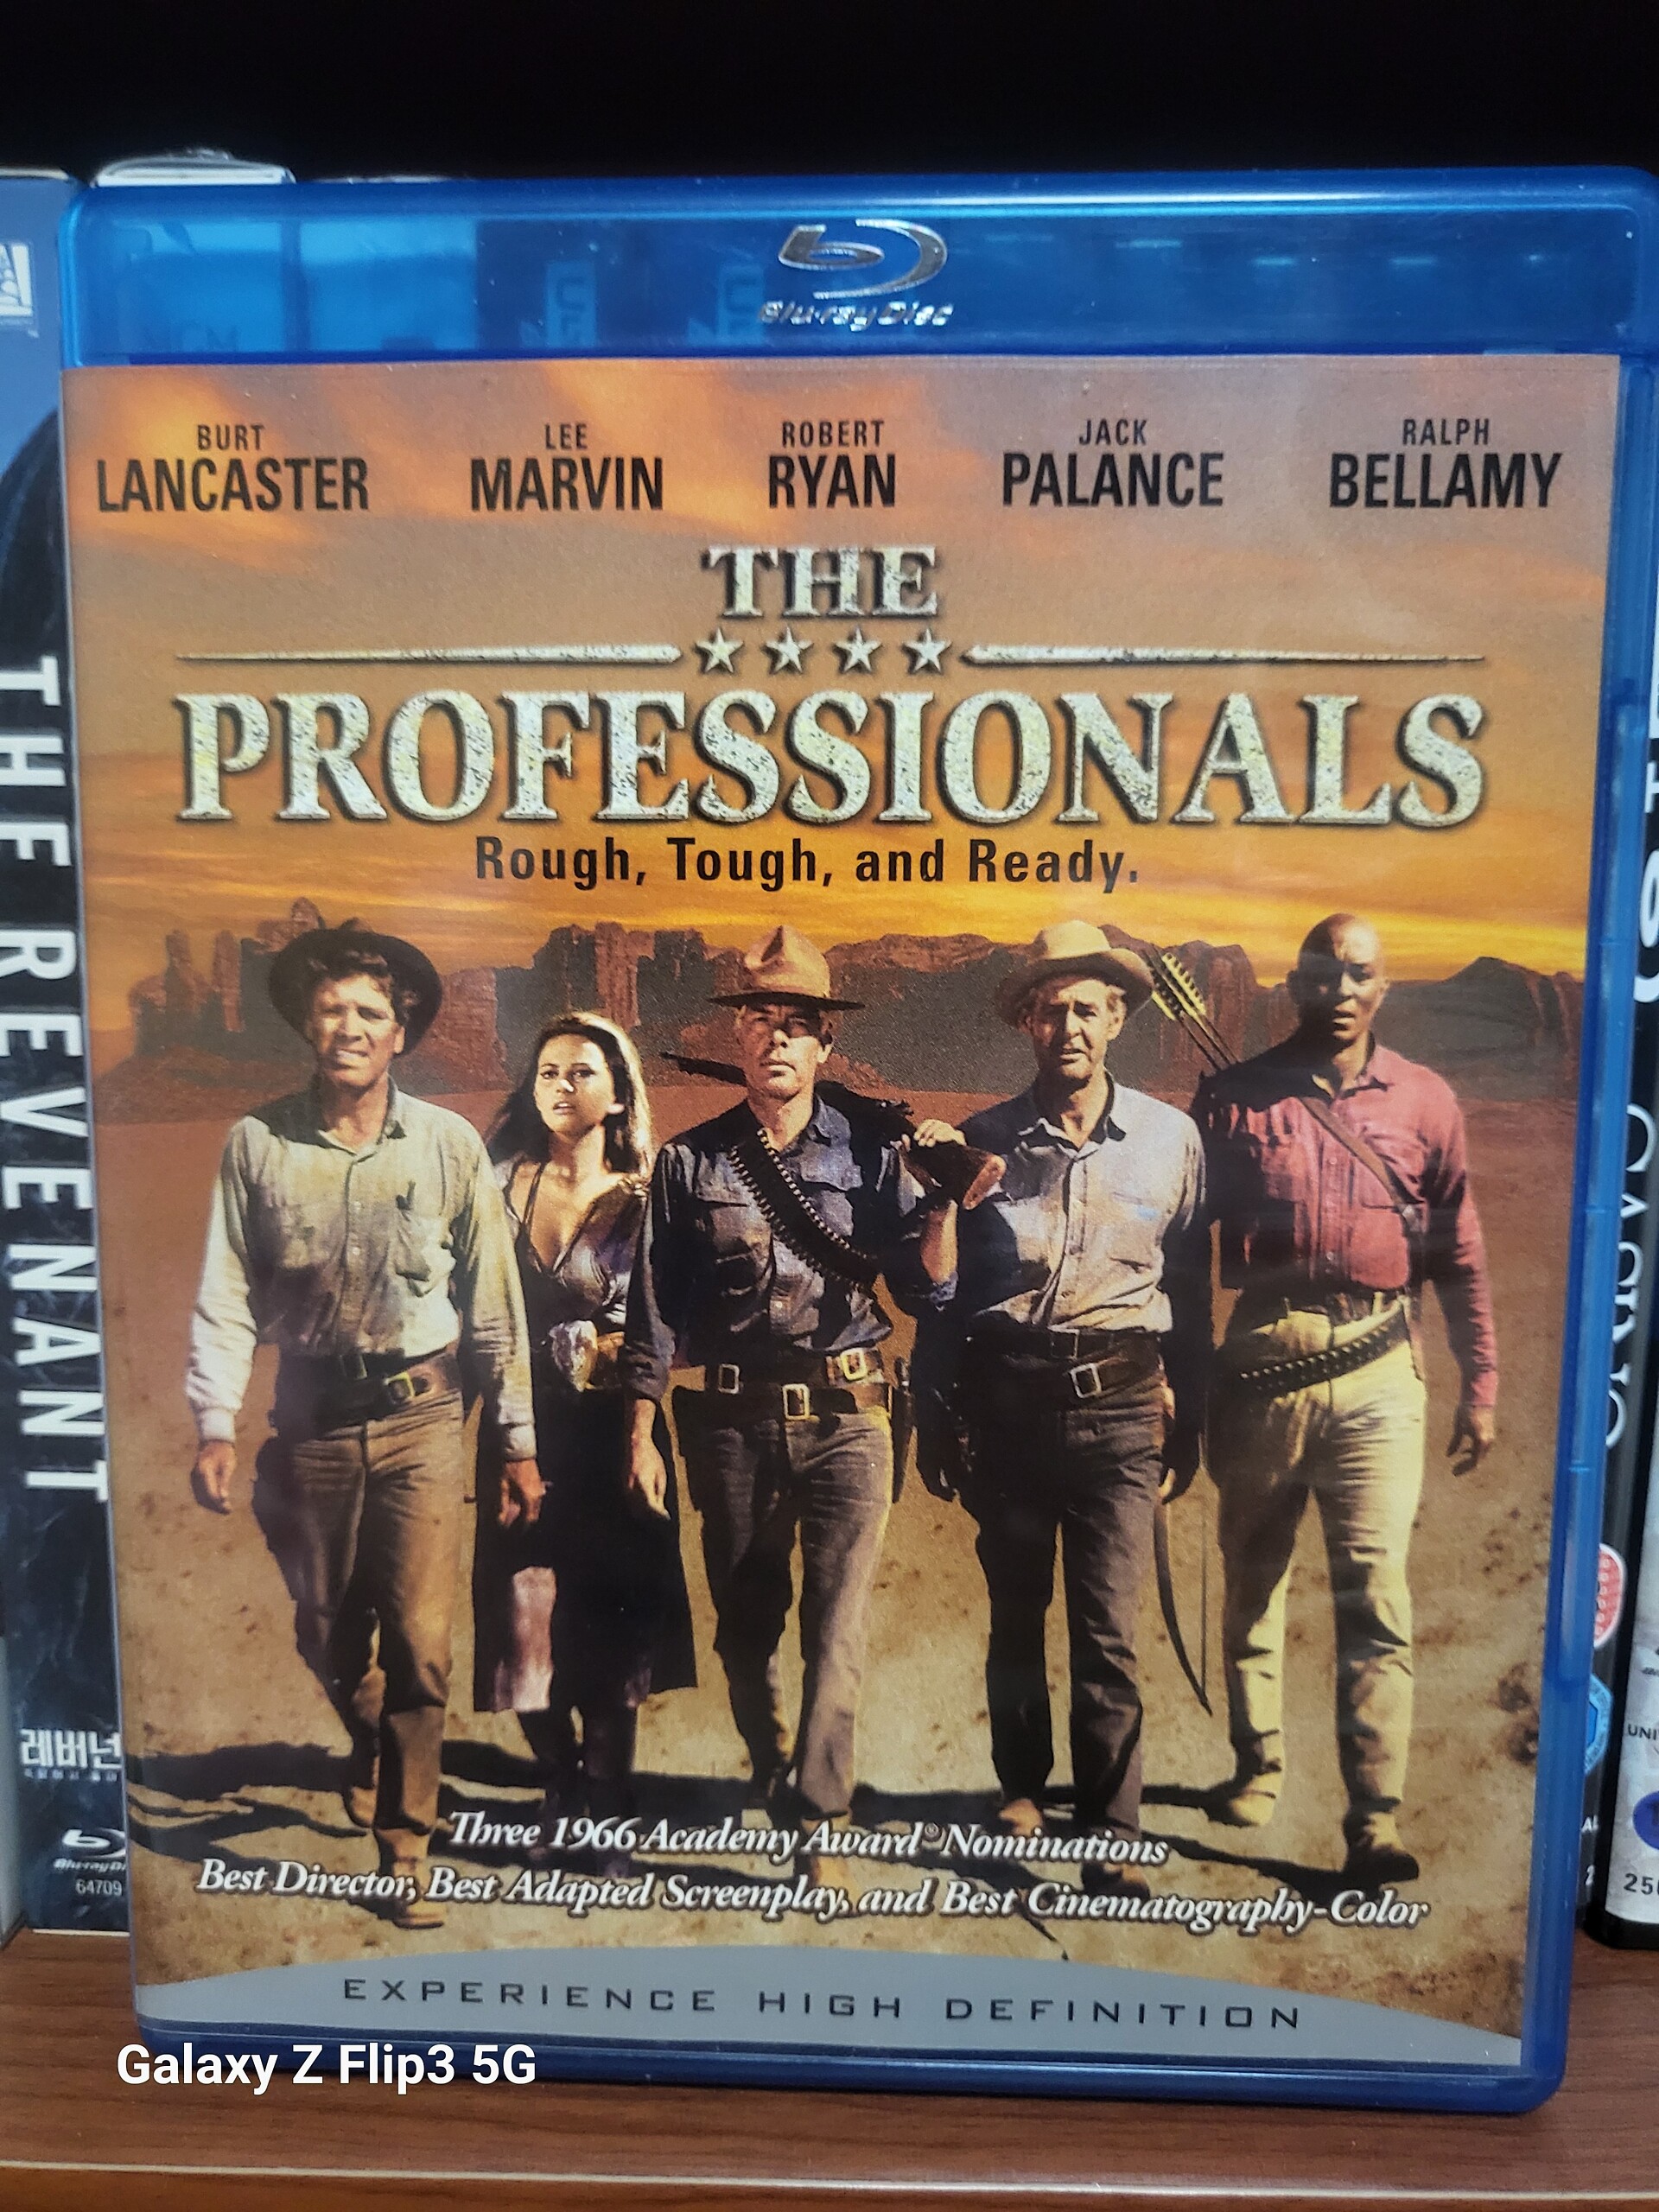 Blu-ray Disc
BURT LANCASTER
LEE MARVIN
ROBERT RYAN
JACK PALANCE
RALPH BELLAMY
THE
PROFESSIONALS
Rough, Tough, and Ready.
Three 1966 Academy Award® Nominations
Best Director, Best Adapted Screenplay, and Best Cinematography-Color
EXPERIENCE HIGH DEFINITION
THE REVENANT
레버넌
64709
Galaxy Z Flip3 5G